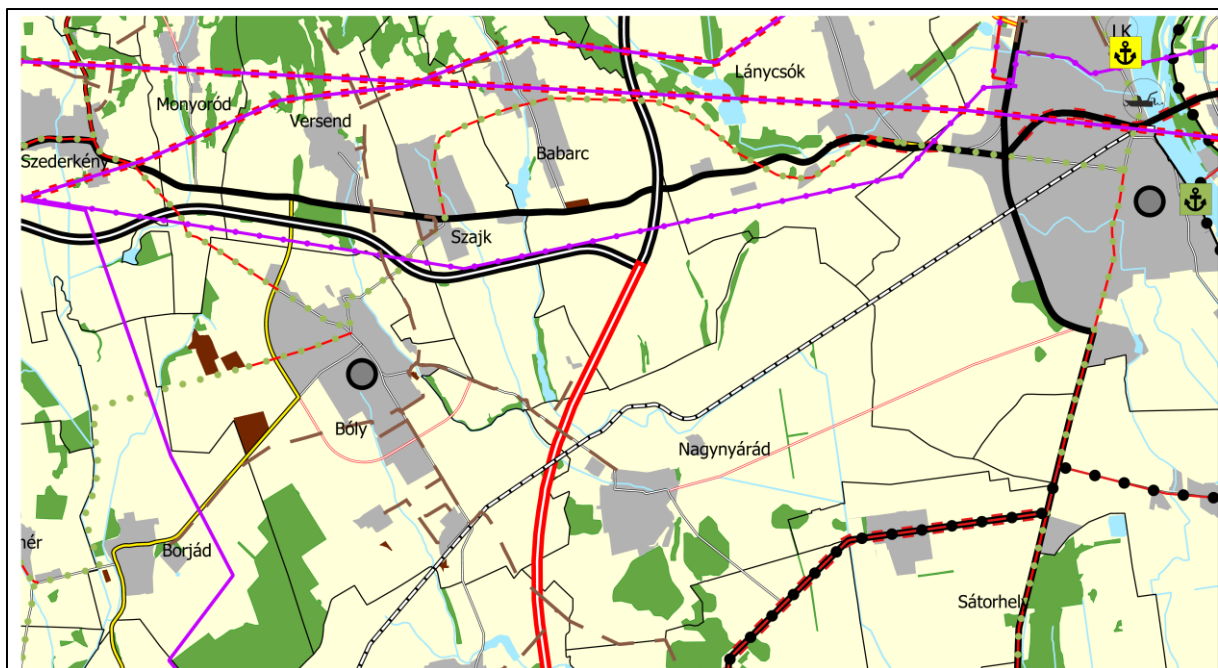 I K
Lánycsók
Monyoród
Versend
Babarc
Szederkény
Szajk
Bóly
Nagynyárád
nér
Borjád
Sátorhel